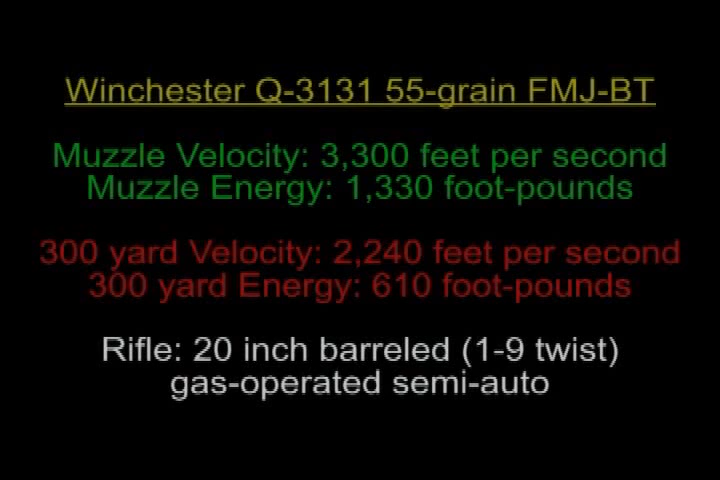 Winchester Q-3131 55-grain FMJ-BT
Muzzle Velocity: 3,300 feet per second
Muzzle Energy: 1,330 foot-pounds
300 yard Velocity: 2,240 feet per second
300 yard Energy: 610 foot-pounds
Rifle: 20 inch barreled (1-9 twist)
gas-operated semi-auto